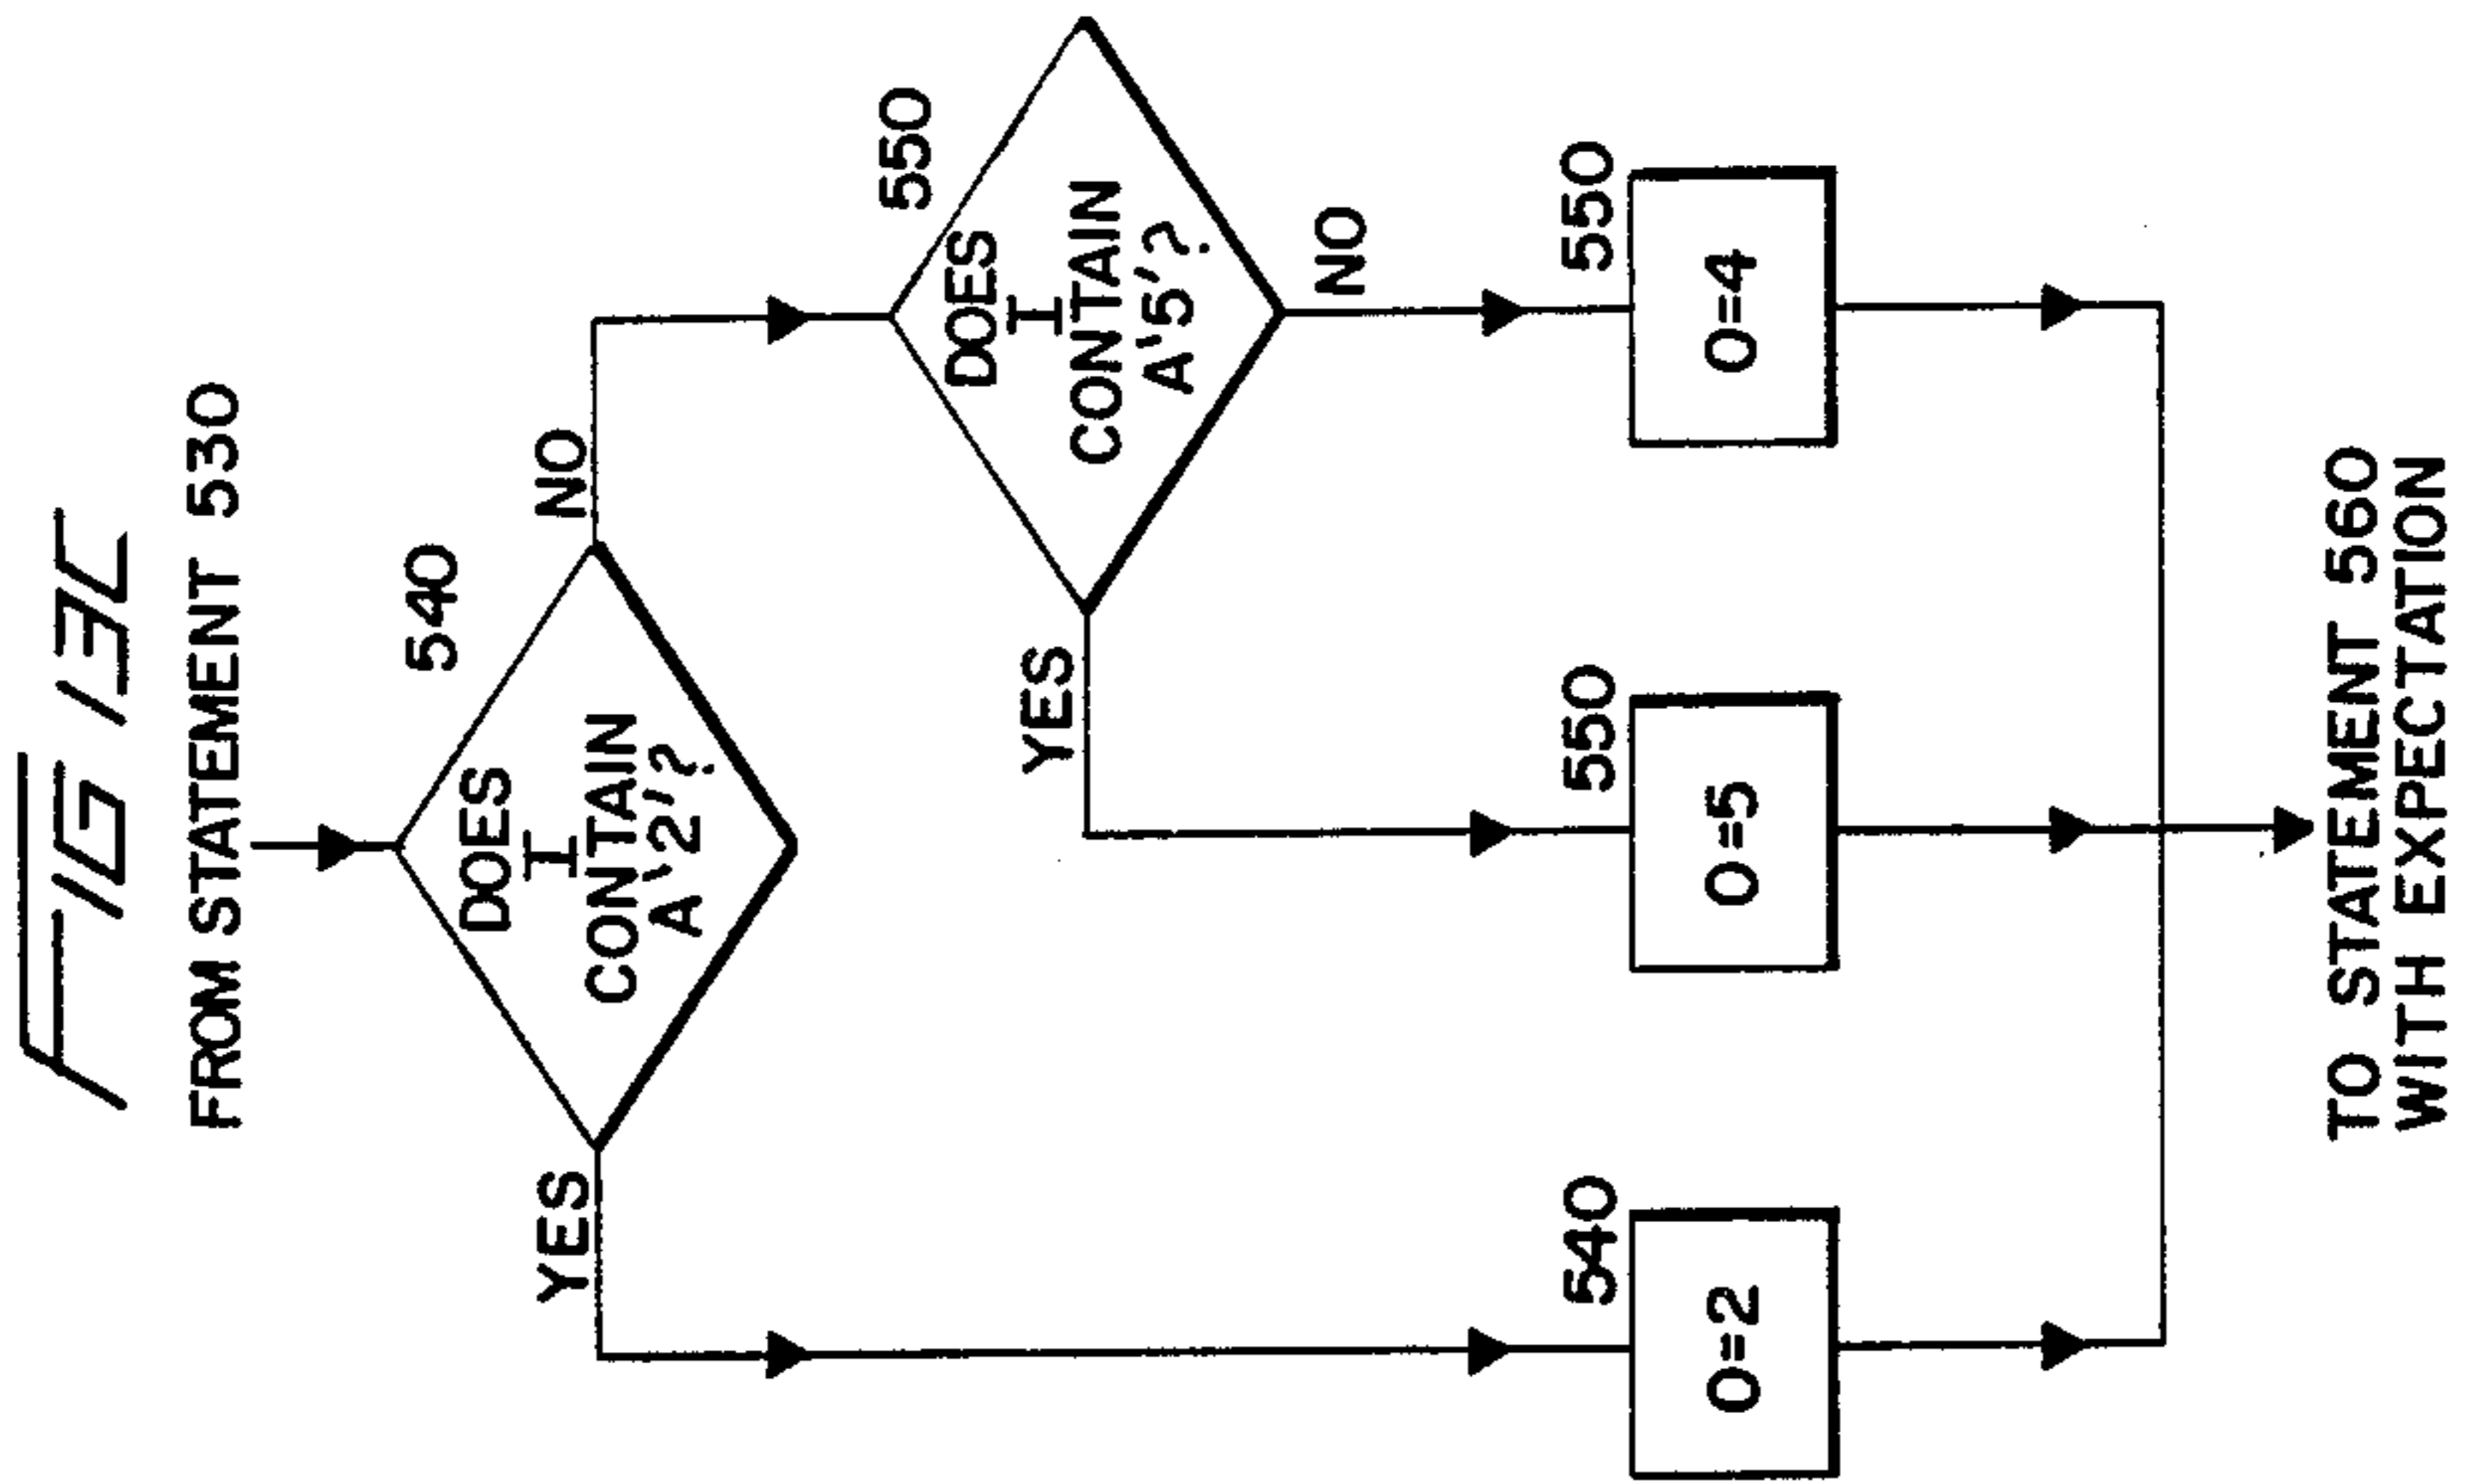 FIG 13C
FROM STATEMENT 530
540
DOES
I
CONTAIN
A '2'?
YES
NO
550
DOES
I
CONTAIN
A '5'?
YES
NO
540
O=2
550
O=5
550
O=4
TO STATEMENT 560
WITH EXPECTATION